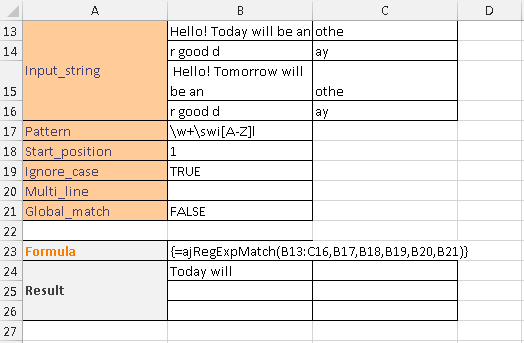 A B C D
13 Hello! Today will be an othe
14 r good d ay
Input_string
Hello! Tomorrow will
15 be an othe
16 r good d ay
17 Pattern \w+\swi[A-Z]l
18 Start_position 1
19 Ignore_case TRUE
20 Multi_line
21 Global_match FALSE
22
23 Formula {=ajRegExpMatch(B13:C16,B17,B18,B19,B20,B21)}
24 Today will
25 Result
26
27